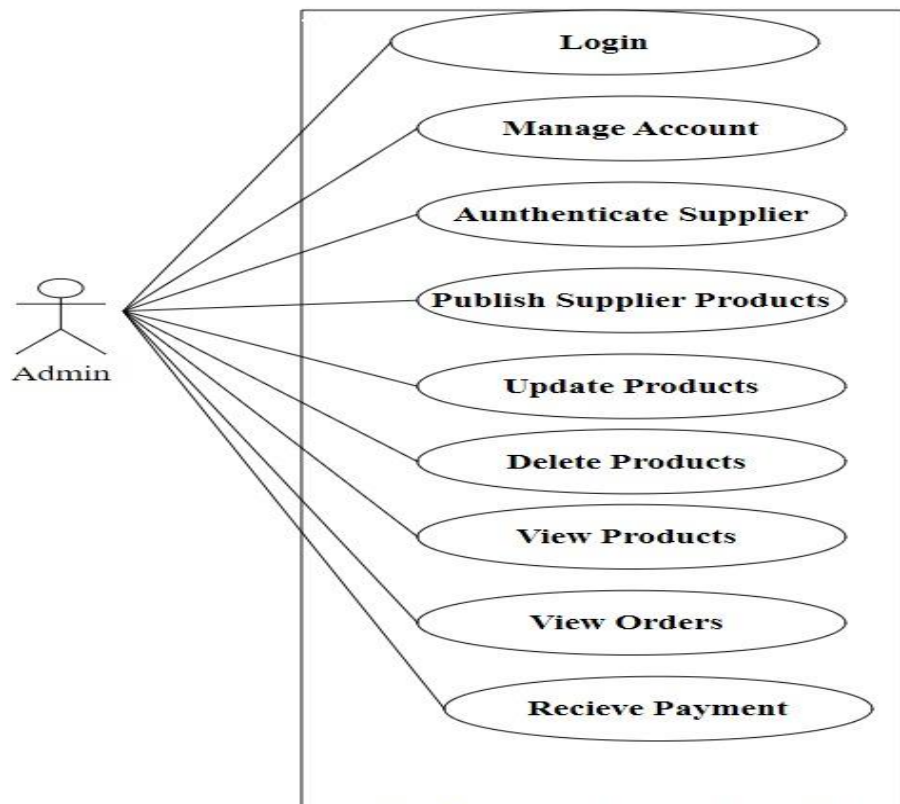 Login
Manage Account
Aunthenticate Supplier
Publish Supplier Products
Admin
Update Products
Delete Products
View Products
View Orders
Recieve Payment